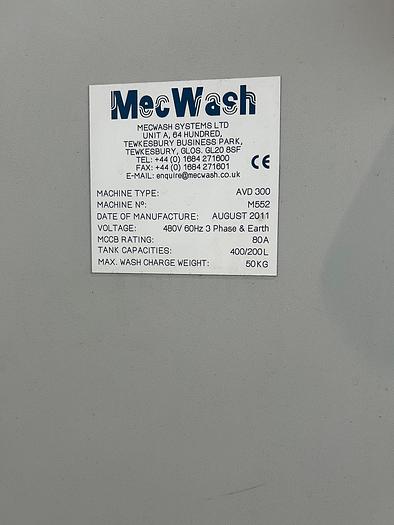 MecWash
MECWASH SYSTEMS LTD
UNIT A, 64 HUNDRED,
TEWKESBURY BUSINESS PARK,
TEWKESBURY, GLOS. GL20 8SF
TEL: +44 (0) 1684 271600
FAX: +44 (0) 1684 271601
E-MAIL: enquire@mecwash.co.uk
CE
MACHINE TYPE: AVD 300
MACHINE Nº: M552
DATE OF MANUFACTURE: AUGUST 2011
VOLTAGE: 480V 60Hz 3 Phase & Earth
MCCB RATING: 80A
TANK CAPACITIES: 400/200L
MAX. WASH CHARGE WEIGHT: 50KG